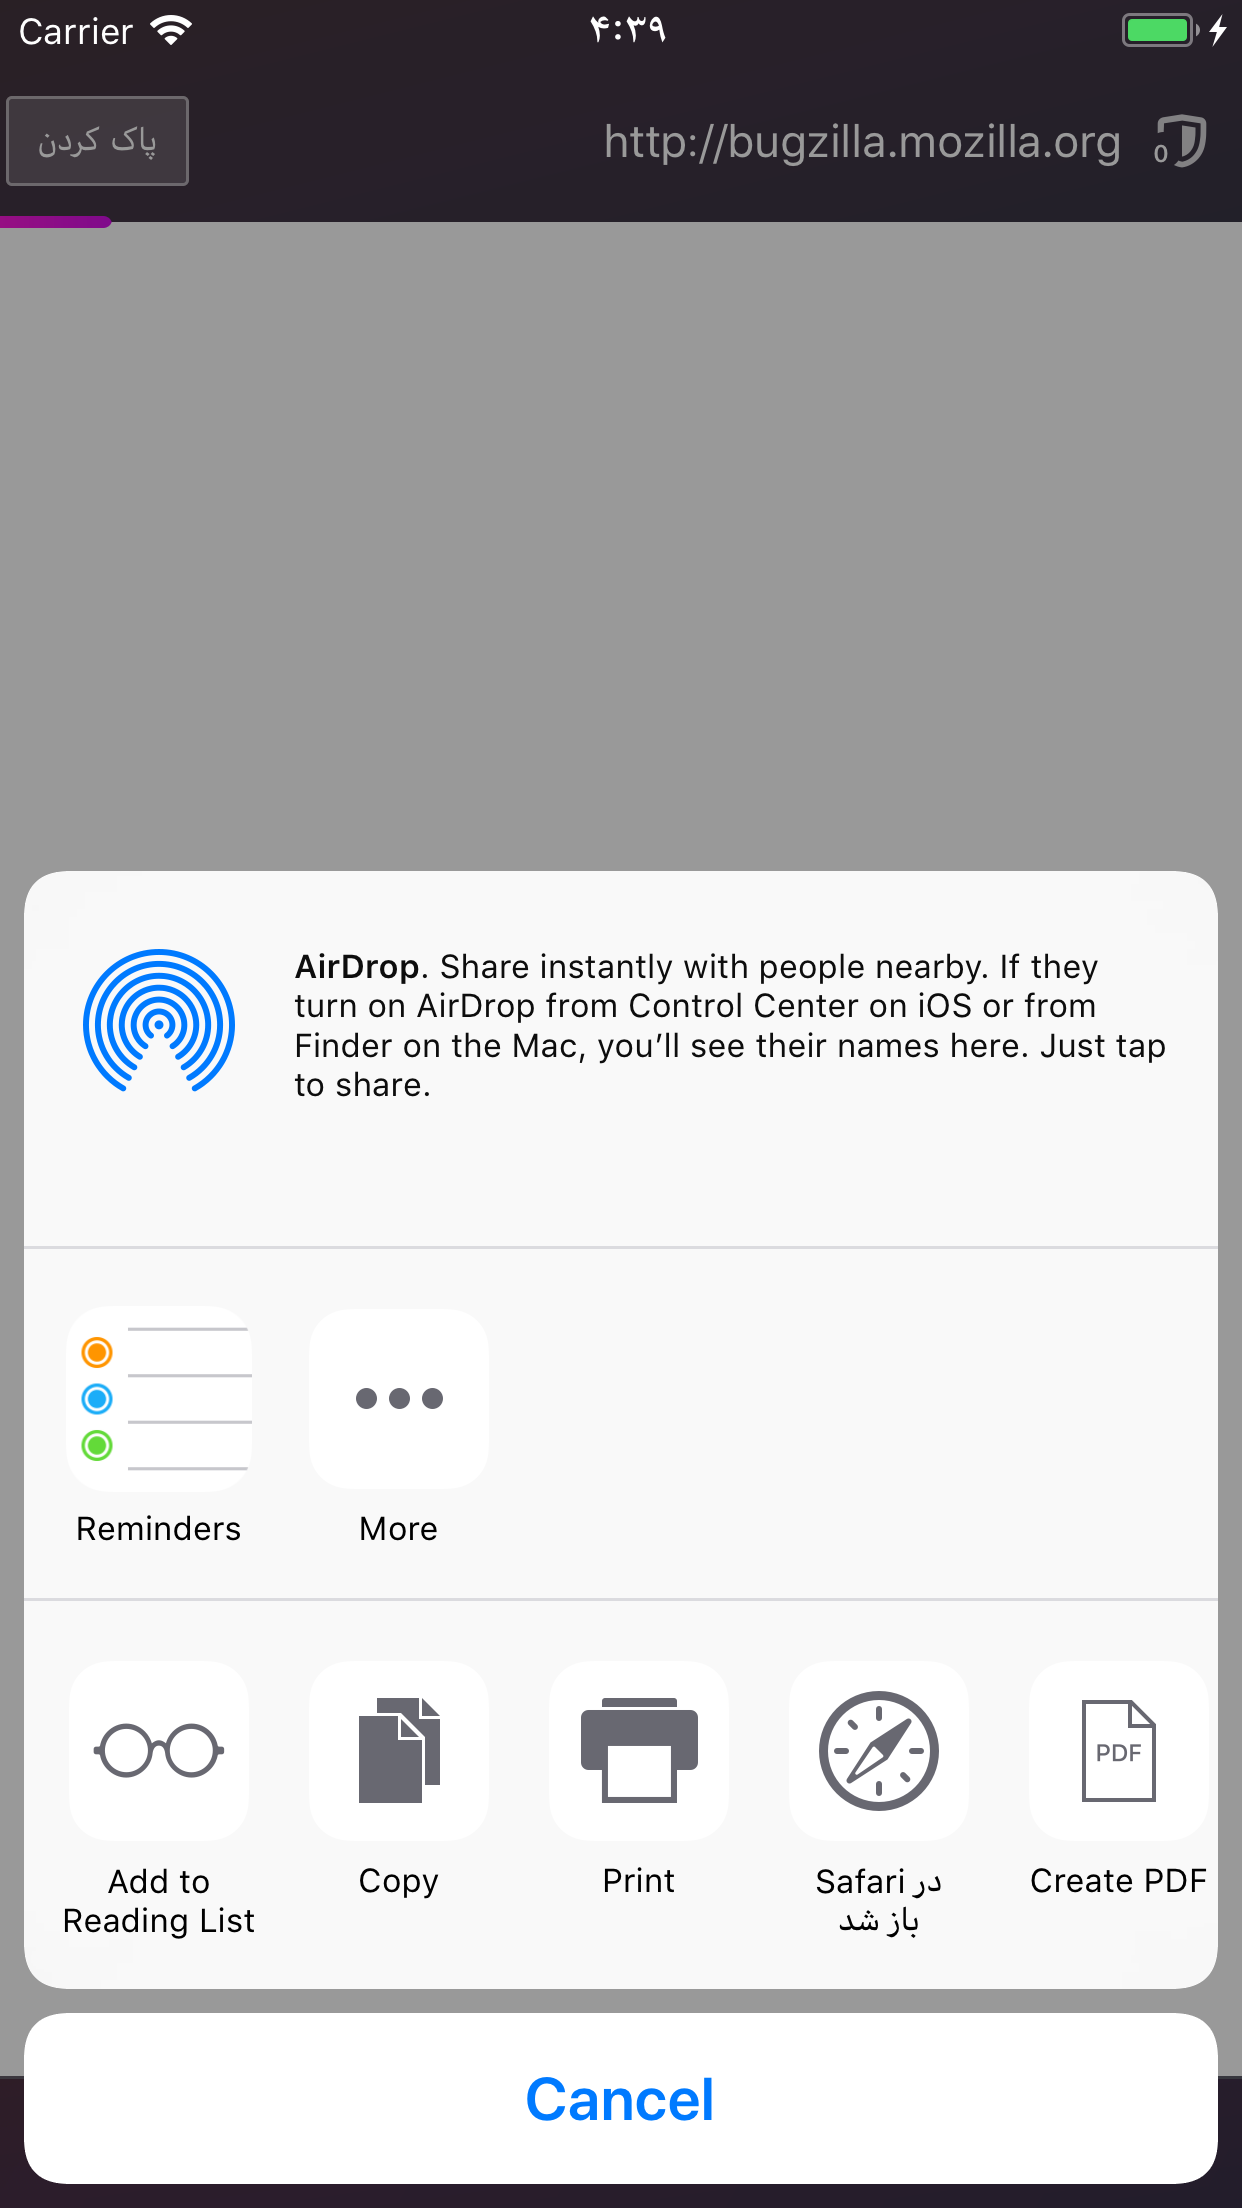 Carrier
۴:۳۹
پاک کردن
http://bugzilla.mozilla.org
0
AirDrop. Share instantly with people nearby. If they
turn on AirDrop from Control Center on iOS or from
Finder on the Mac, you’ll see their names here. Just tap
to share.
Reminders
More
Add to
Reading List
Copy
Print
در Safari
باز شد
PDF
Create PDF
Cancel